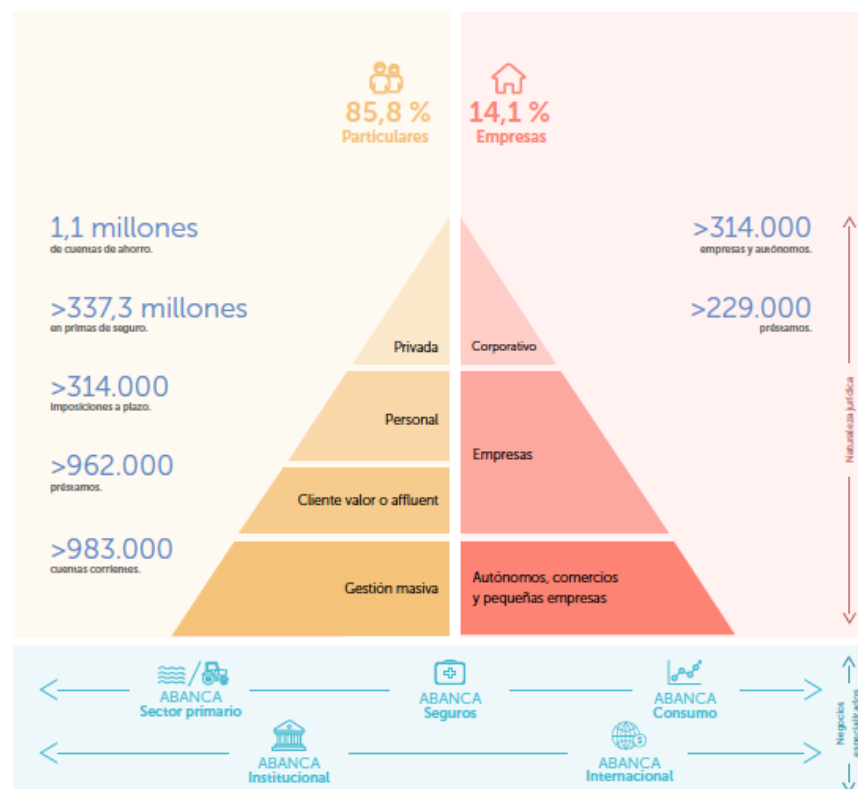 85,8 %
Particulares
14,1 %
Empresas
1,1 millones
de cuentas de ahorro.
>337,3 millones
en primas de seguro.
>314.000
imposiciones a plazo.
>962.000
préstamos.
>983.000
cuentas corrientes.
Privada
Personal
Cliente valor o affluent
Gestión masiva
Corporativo
Empresas
Autónomos, comercios
y pequeñas empresas
>314.000
empresas y autónomos.
>229.000
préstamos.
Naturaleza jurídica
ABANCA
Sector primario
ABANCA
Seguros
ABANCA
Consumo
ABANCA
Institucional
ABANCA
Internacional
Negocios
especializados